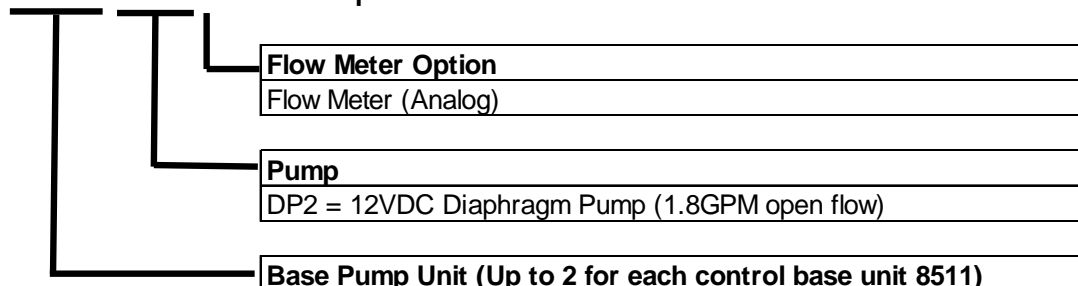 Flow Meter Option
Flow Meter (Analog)
Pump
DP2 = 12VDC Diaphragm Pump (1.8GPM open flow)
Base Pump Unit (Up to 2 for each control base unit 8511)